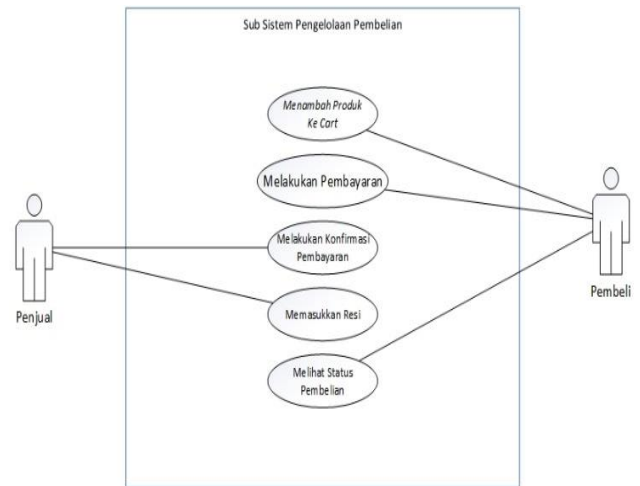 Sub Sistem Pengelolaan Pembelian
Menambah Produk
Ke Cart
Melakukan Pembayaran
Melakukan Konfirmasi
Pembayaran
Memasukkan Resi
Melihat Status
Pembelian
Penjual
Pembeli